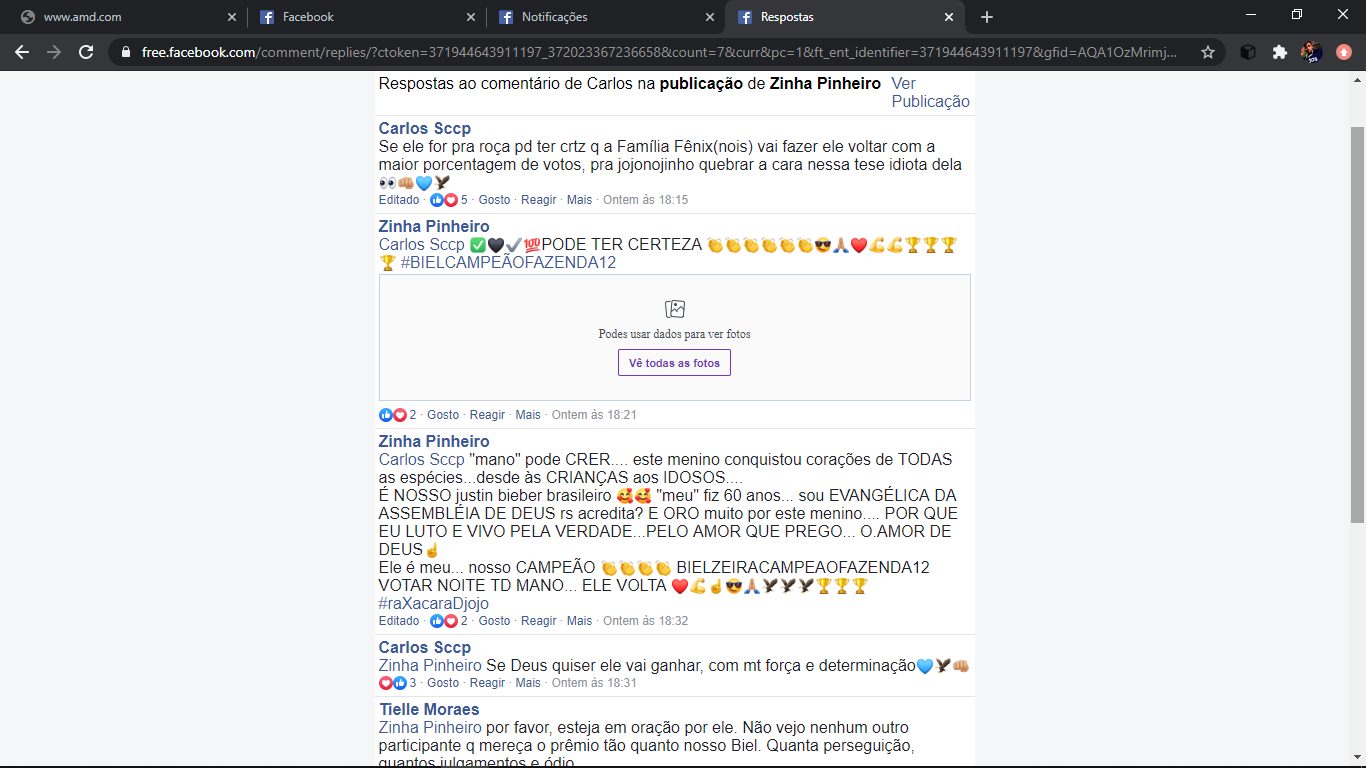 www.amd.com
Facebook
Notificações
Respostas
free.facebook.com/comment/replies/?ctoken=371944643911197_372023367236658&count=7&curr&pc=1&ft_ent_identifier=371944643911197&gfid=AQA1OzMrimj...
Respostas ao comentário de Carlos na publicação de Zinha Pinheiro
Ver
Publicação
Carlos Sccp
Se ele for pra roça pd ter crtz q a Família Fênix(nois) vai fazer ele voltar com a
maior porcentagem de votos, pra jojonojinho quebrar a cara nessa tese idiota dela
👀👊🏼💙🦅
Editado · 5 · Gosto · Reagir · Mais · Ontem às 18:15
Zinha Pinheiro
Carlos Sccp ✅🖤✔💯PODE TER CERTEZA 👏👏👏👏👏👏😎🙏🏼❤💪💪🏆🏆🏆
🏆 #BIELCAMPEÃOFAZENDA12
Podes usar dados para ver fotos
Vê todas as fotos
2 · Gosto · Reagir · Mais · Ontem às 18:21
Zinha Pinheiro
Carlos Sccp "mano" pode CRER.... este menino conquistou corações de TODAS
as espécies...desde às CRIANÇAS aos IDOSOS....
É NOSSO justin bieber brasileiro 🥰🥰 "meu" fiz 60 anos... sou EVANGÉLICA DA
ASSEMBLÉIA DE DEUS rs acredita? E ORO muito por este menino.... POR QUE
EU LUTO E VIVO PELA VERDADE...PELO AMOR QUE PREGO... O.AMOR DE
DEUS☝
Ele é meu... nosso CAMPEÃO 👏👏👏👏 BIELZEIRACAMPEAOFAZENDA12
VOTAR NOITE TD MANO... ELE VOLTA ❤💪☝😎🙏🏼🦅🦅🦅🏆🏆🏆
#raXacaraDjojo
Editado · 2 · Gosto · Reagir · Mais · Ontem às 18:32
Carlos Sccp
Zinha Pinheiro Se Deus quiser ele vai ganhar, com mt força e determinação💙🦅👊🏼
3 · Gosto · Reagir · Mais · Ontem às 18:31
Tielle Moraes
Zinha Pinheiro por favor, esteja em oração por ele. Não vejo nenhum outro
participante q mereça o prêmio tão quanto nosso Biel. Quanta perseguição,
quantos julgamentos e ódio